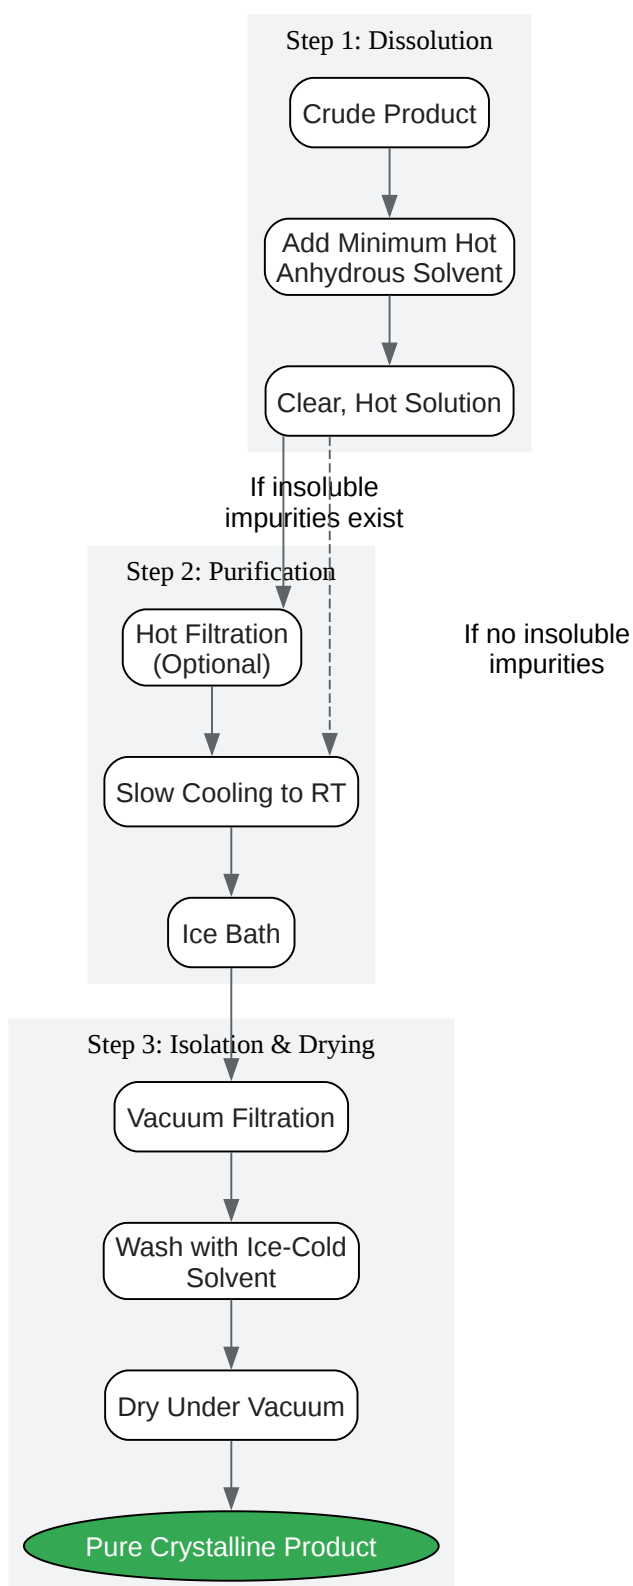 Step 1: Dissolution
Crude Product
Add Minimum Hot
Anhydrous Solvent
Clear, Hot Solution
If insoluble
impurities exist
Step 2: Purification
Hot Filtration
(Optional)
If no insoluble
impurities
Slow Cooling to RT
Ice Bath
Step 3: Isolation & Drying
Vacuum Filtration
Wash with Ice-Cold
Solvent
Dry Under Vacuum
Pure Crystalline Product